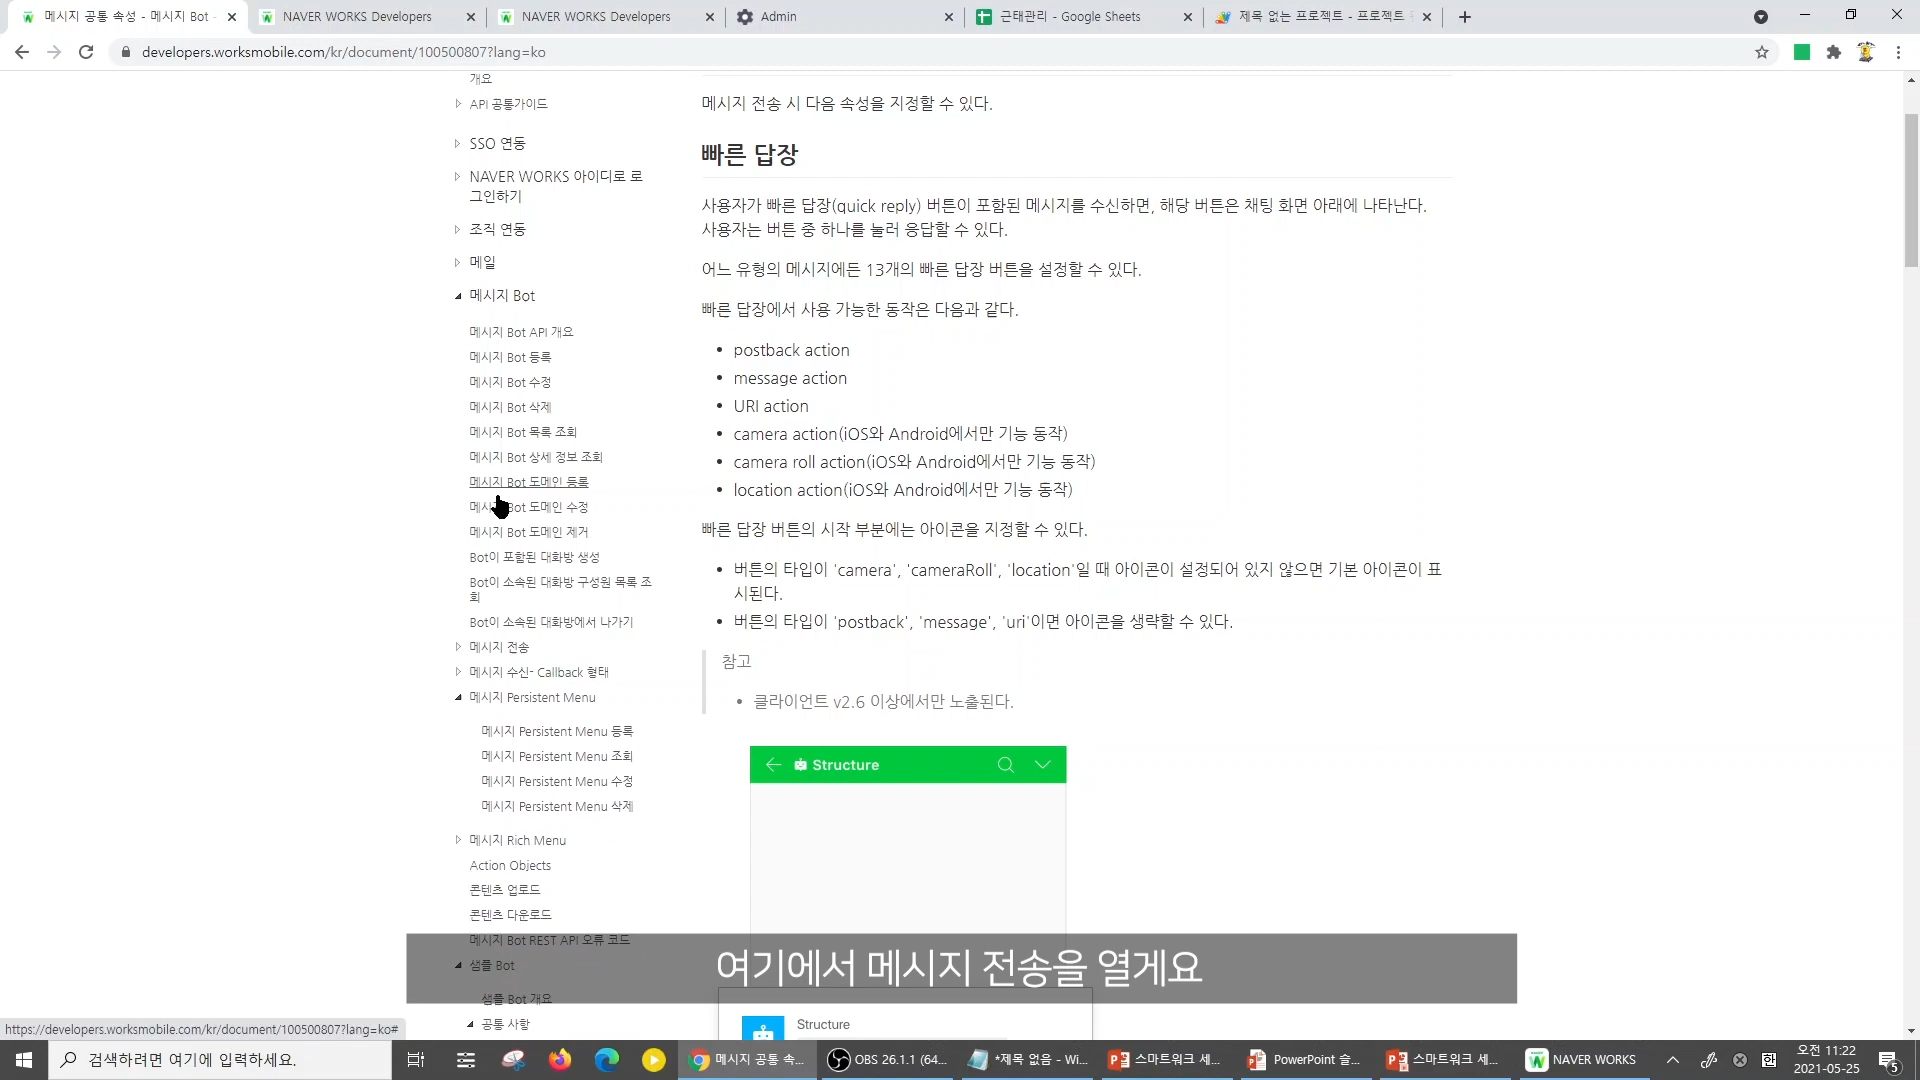 메시지 공통 속성 - 메시지 Bot -
NAVER WORKS Developers
NAVER WORKS Developers
Admin
근태관리 - Google Sheets
제목 없는 프로젝트 - 프로젝트
developers.worksmobile.com/kr/document/100500807?lang=ko
개요
API 공통가이드
SSO 연동
NAVER WORKS 아이디로 로
그인하기
조직 연동
메일
메시지 Bot
메시지 Bot API 개요
메시지 Bot 등록
메시지 Bot 수정
메시지 Bot 삭제
메시지 Bot 목록 조회
메시지 Bot 상세 정보 조회
메시지 Bot 도메인 등록
메시지 Bot 도메인 수정
메시지 Bot 도메인 제거
Bot이 포함된 대화방 생성
Bot이 소속된 대화방 구성원 목록 조
회
Bot이 소속된 대화방에서 나가기
메시지 전송
메시지 수신- Callback 형태
메시지 Persistent Menu
메시지 Persistent Menu 등록
메시지 Persistent Menu 조회
메시지 Persistent Menu 수정
메시지 Persistent Menu 삭제
메시지 Rich Menu
Action Objects
콘텐츠 업로드
콘텐츠 다운로드
메시지 Bot REST API 오류 코드
샘플 Bot
샘플 Bot 개요
공통 사항
메시지 전송 시 다음 속성을 지정할 수 있다.
빠른 답장
사용자가 빠른 답장(quick reply) 버튼이 포함된 메시지를 수신하면, 해당 버튼은 채팅 화면 아래에 나타난다.
사용자는 버튼 중 하나를 눌러 응답할 수 있다.
어느 유형의 메시지에든 13개의 빠른 답장 버튼을 설정할 수 있다.
빠른 답장에서 사용 가능한 동작은 다음과 같다.
• postback action
• message action
• URI action
• camera action(iOS와 Android에서만 기능 동작)
• camera roll action(iOS와 Android에서만 기능 동작)
• location action(iOS와 Android에서만 기능 동작)
빠른 답장 버튼의 시작 부분에는 아이콘을 지정할 수 있다.
• 버튼의 타입이 'camera', 'cameraRoll', 'location'일 때 아이콘이 설정되어 있지 않으면 기본 아이콘이 표
시된다.
• 버튼의 타입이 'postback', 'message', 'uri'이면 아이콘을 생략할 수 있다.
참고
• 클라이언트 v2.6 이상에서만 노출된다.
Structure
여기에서 메시지 전송을 열게요
Structure
https://developers.worksmobile.com/kr/document/100500807?lang=ko#
검색하려면 여기에 입력하세요.
메시지 공통 속...
OBS 26.1.1 (64...
*제목 없음 - Wi...
스마트워크 세...
PowerPoint 슬...
스마트워크 세...
NAVER WORKS
한
오전 11:22
2021-05-25
5